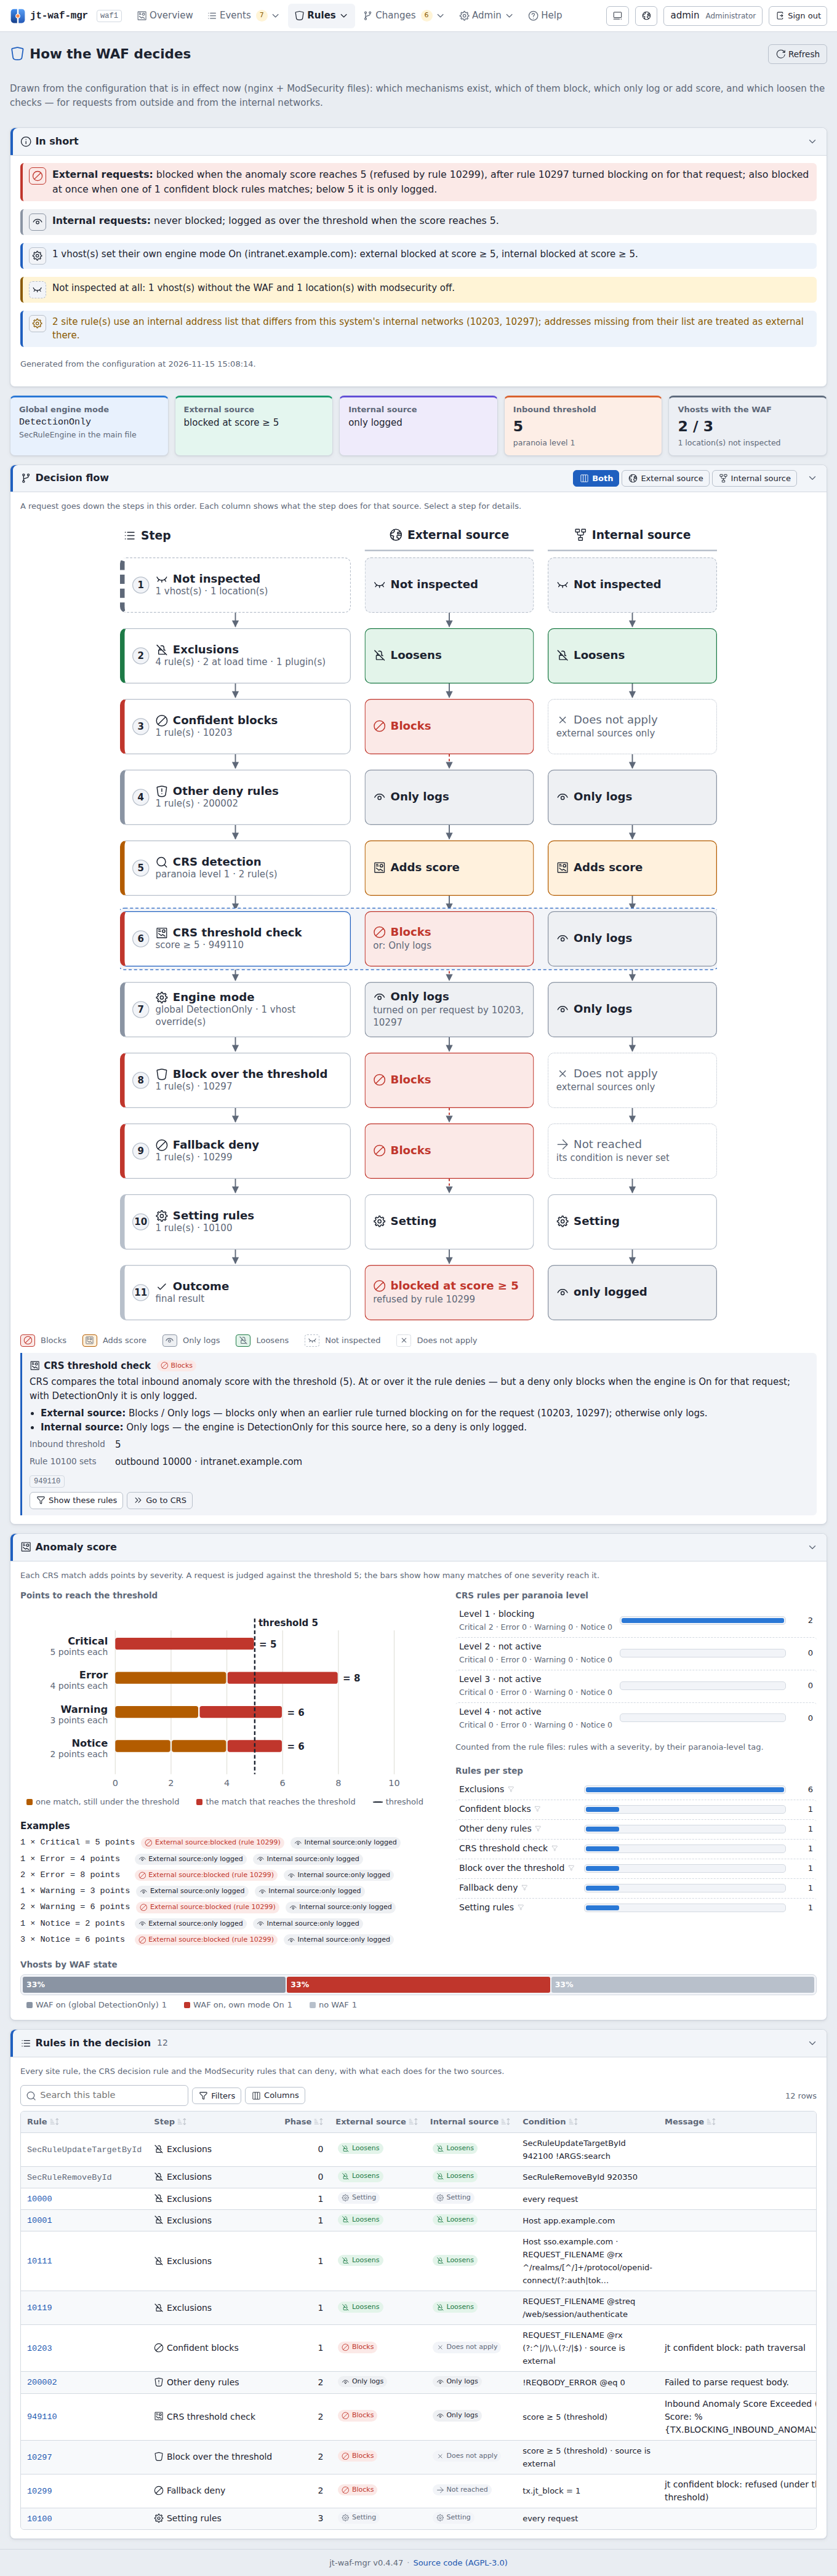 jt-waf-mgr waf1 Overview Events 7 Rules Changes 6 Admin Help admin Administrator Sign out
How the WAF decides Refresh
Drawn from the configuration that is in effect now (nginx + ModSecurity files): which mechanisms exist, which of them block, which only log or add score, and which loosen the
checks — for requests from outside and from the internal networks.
In short
External requests: blocked when the anomaly score reaches 5 (refused by rule 10299), after rule 10297 turned blocking on for that request; also blocked
at once when one of 1 confident block rules matches; below 5 it is only logged.
Internal requests: never blocked; logged as over the threshold when the score reaches 5.
1 vhost(s) set their own engine mode On (intranet.example.com): external blocked at score ≥ 5, internal blocked at score ≥ 5.
Not inspected at all: 1 vhost(s) without the WAF and 1 location(s) with modsecurity off.
2 site rule(s) use an internal address list that differs from this system's internal networks (10203, 10297); addresses missing from their list are treated as external
there.
Generated from the configuration at 2026-11-15 15:08:14.
Global engine mode
DetectionOnly
SecRuleEngine in the main file
External source
blocked at score ≥ 5
Internal source
only logged
Inbound threshold
5
paranoia level 1
Vhosts with the WAF
2 / 3
1 location(s) not inspected
Decision flow Both External source Internal source
A request goes down the steps in this order. Each column shows what the step does for that source. Select a step for details.
Step External source Internal source
1 Not inspected
1 vhost(s) · 1 location(s)
Not inspected Not inspected
2 Exclusions
4 rule(s) · 2 at load time · 1 plugin(s)
Loosens Loosens
3 Confident blocks
1 rule(s) · 10203
Blocks
Does not apply
external sources only
4 Other deny rules
1 rule(s) · 200002
Only logs Only logs
5 CRS detection
paranoia level 1 · 2 rule(s)
Adds score Adds score
6 CRS threshold check
score ≥ 5 · 949110
Blocks
or: Only logs
Only logs
7 Engine mode
global DetectionOnly · 1 vhost
override(s)
Only logs
turned on per request by 10203,
10297
Only logs
8 Block over the threshold
1 rule(s) · 10297
Blocks
Does not apply
external sources only
9 Fallback deny
1 rule(s) · 10299
Blocks
Not reached
its condition is never set
10 Setting rules
1 rule(s) · 10100
Setting Setting
11 Outcome
final result
blocked at score ≥ 5
refused by rule 10299
only logged
Blocks Adds score Only logs Loosens Not inspected Does not apply
CRS threshold check Blocks
CRS compares the total inbound anomaly score with the threshold (5). At or over it the rule denies — but a deny only blocks when the engine is On for that request;
with DetectionOnly it is only logged.
• External source: Blocks / Only logs — blocks only when an earlier rule turned blocking on for the request (10203, 10297); otherwise only logs.
• Internal source: Only logs — the engine is DetectionOnly for this source here, so a deny is only logged.
Inbound threshold 5
Rule 10100 sets outbound 10000 · intranet.example.com
949110
Show these rules Go to CRS
Anomaly score
Each CRS match adds points by severity. A request is judged against the threshold 5; the bars show how many matches of one severity reach it.
Points to reach the threshold
threshold 5
Critical
5 points each
= 5
Error
4 points each
= 8
Warning
3 points each
= 6
Notice
2 points each
= 6
0 2 4 6 8 10
one match, still under the threshold the match that reaches the threshold threshold
Examples
1 × Critical = 5 points External source:blocked (rule 10299) Internal source:only logged
1 × Error = 4 points External source:only logged Internal source:only logged
2 × Error = 8 points External source:blocked (rule 10299) Internal source:only logged
1 × Warning = 3 points External source:only logged Internal source:only logged
2 × Warning = 6 points External source:blocked (rule 10299) Internal source:only logged
1 × Notice = 2 points External source:only logged Internal source:only logged
3 × Notice = 6 points External source:blocked (rule 10299) Internal source:only logged
CRS rules per paranoia level
Level 1 · blocking
Critical 2 · Error 0 · Warning 0 · Notice 0 2
Level 2 · not active
Critical 0 · Error 0 · Warning 0 · Notice 0 0
Level 3 · not active
Critical 0 · Error 0 · Warning 0 · Notice 0 0
Level 4 · not active
Critical 0 · Error 0 · Warning 0 · Notice 0 0
Counted from the rule files: rules with a severity, by their paranoia-level tag.
Rules per step
Exclusions 6
Confident blocks 1
Other deny rules 1
CRS threshold check 1
Block over the threshold 1
Fallback deny 1
Setting rules 1
Vhosts by WAF state
33% 33% 33%
WAF on (global DetectionOnly) 1 WAF on, own mode On 1 no WAF 1
Rules in the decision 12
Every site rule, the CRS decision rule and the ModSecurity rules that can deny, with what each does for the two sources.
Search this table Filters Columns 12 rows
Rule Step Phase External source Internal source Condition Message
SecRuleUpdateTargetById Exclusions 0 Loosens Loosens SecRuleUpdateTargetById
942100 !ARGS:search
SecRuleRemoveById Exclusions 0 Loosens Loosens SecRuleRemoveById 920350
10000 Exclusions 1 Setting Setting every request
10001 Exclusions 1 Loosens Loosens Host app.example.com
10111 Exclusions 1 Loosens Loosens Host sso.example.com ·
REQUEST_FILENAME @rx
^/realms/[^/]+/protocol/openid-
connect/(?:auth|tok...
10119 Exclusions 1 Loosens Loosens REQUEST_FILENAME @streq
/web/session/authenticate
10203 Confident blocks 1 Blocks Does not apply REQUEST_FILENAME @rx
(?:^|/)\.\.(?:/|$) · source is
external
jt confident block: path traversal
200002 Other deny rules 2 Only logs Only logs !REQBODY_ERROR @eq 0 Failed to parse request body.
949110 CRS threshold check 2 Blocks Only logs score ≥ 5 (threshold) Inbound Anomaly Score Exceeded
Score: %
{TX.BLOCKING_INBOUND_ANOMALY
10297 Block over the threshold 2 Blocks Does not apply score ≥ 5 (threshold) · source is
external
10299 Fallback deny 2 Blocks Not reached tx.jt_block = 1 jt confident block: refused (under
threshold)
10100 Setting rules 3 Setting Setting every request
jt-waf-mgr v0.4.47 · Source code (AGPL-3.0)